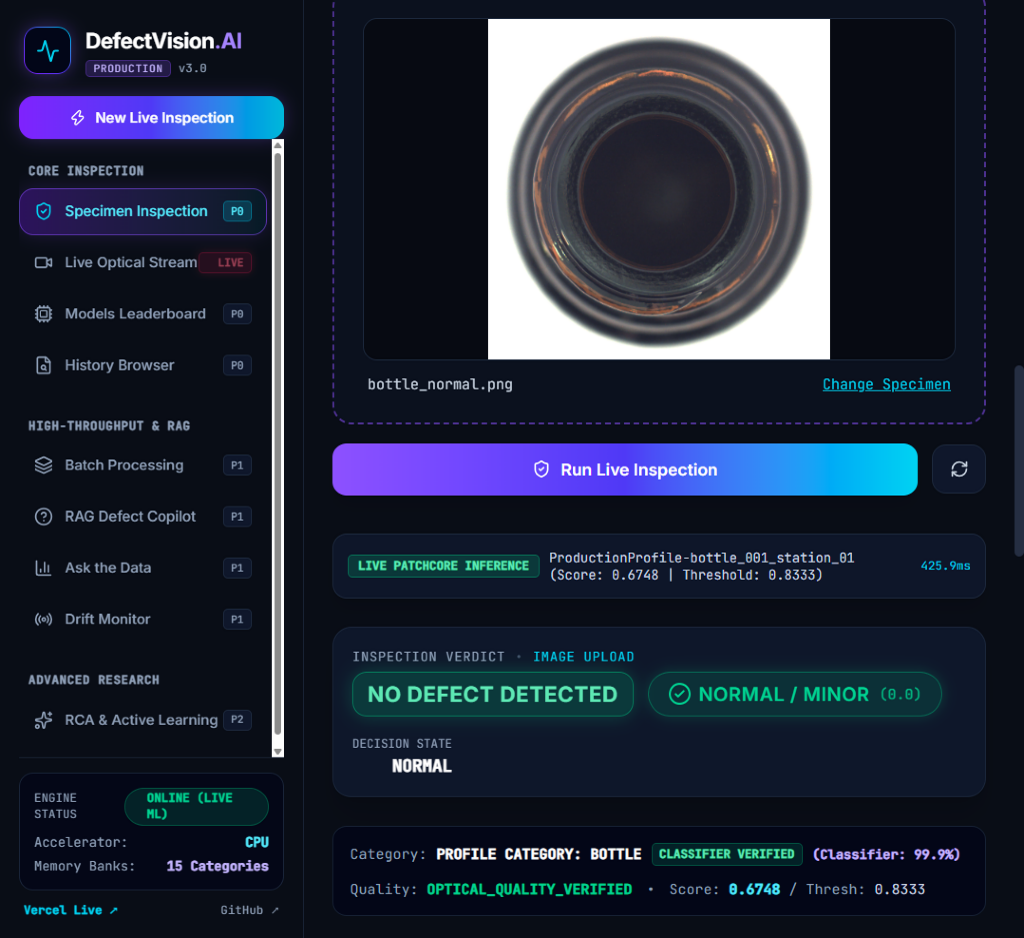 DefectVision.AI
PRODUCTION v3.0
New Live Inspection
CORE INSPECTION
Specimen Inspection P0
Live Optical Stream LIVE
Models Leaderboard P0
History Browser P0
HIGH-THROUGHPUT & RAG
Batch Processing P1
RAG Defect Copilot P1
Ask the Data P1
Drift Monitor P1
ADVANCED RESEARCH
RCA & Active Learning P2
ENGINE STATUS
ONLINE (LIVE ML)
Accelerator: CPU
Memory Banks: 15 Categories
Vercel Live ↗
GitHub ↗
bottle_normal.png
Change Specimen
Run Live Inspection
LIVE PATCHCORE INFERENCE
ProductionProfile-bottle_001_station_01
(Score: 0.6748 | Threshold: 0.8333)
425.9ms
INSPECTION VERDICT • IMAGE UPLOAD
NO DEFECT DETECTED
NORMAL / MINOR (0.0)
DECISION STATE
NORMAL
Category: PROFILE CATEGORY: BOTTLE CLASSIFIER VERIFIED (Classifier: 99.9%)
Quality: OPTICAL_QUALITY_VERIFIED • Score: 0.6748 / Thresh: 0.8333